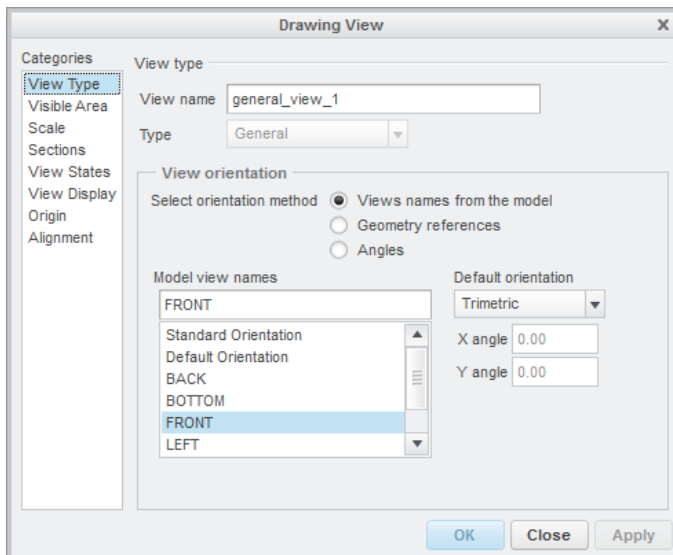 Drawing View
Categories
View Type
Visible Area
Scale
Sections
View States
View Display
Origin
Alignment
View type
View name general_view_1
Type General
View orientation
Select orientation method Views names from the model
Geometry references
Angles
Model view names
FRONT
Standard Orientation
Default Orientation
BACK
BOTTOM
FRONT
LEFT
Default orientation
Trimetric
X angle 0.00
Y angle 0.00
OK Close Apply